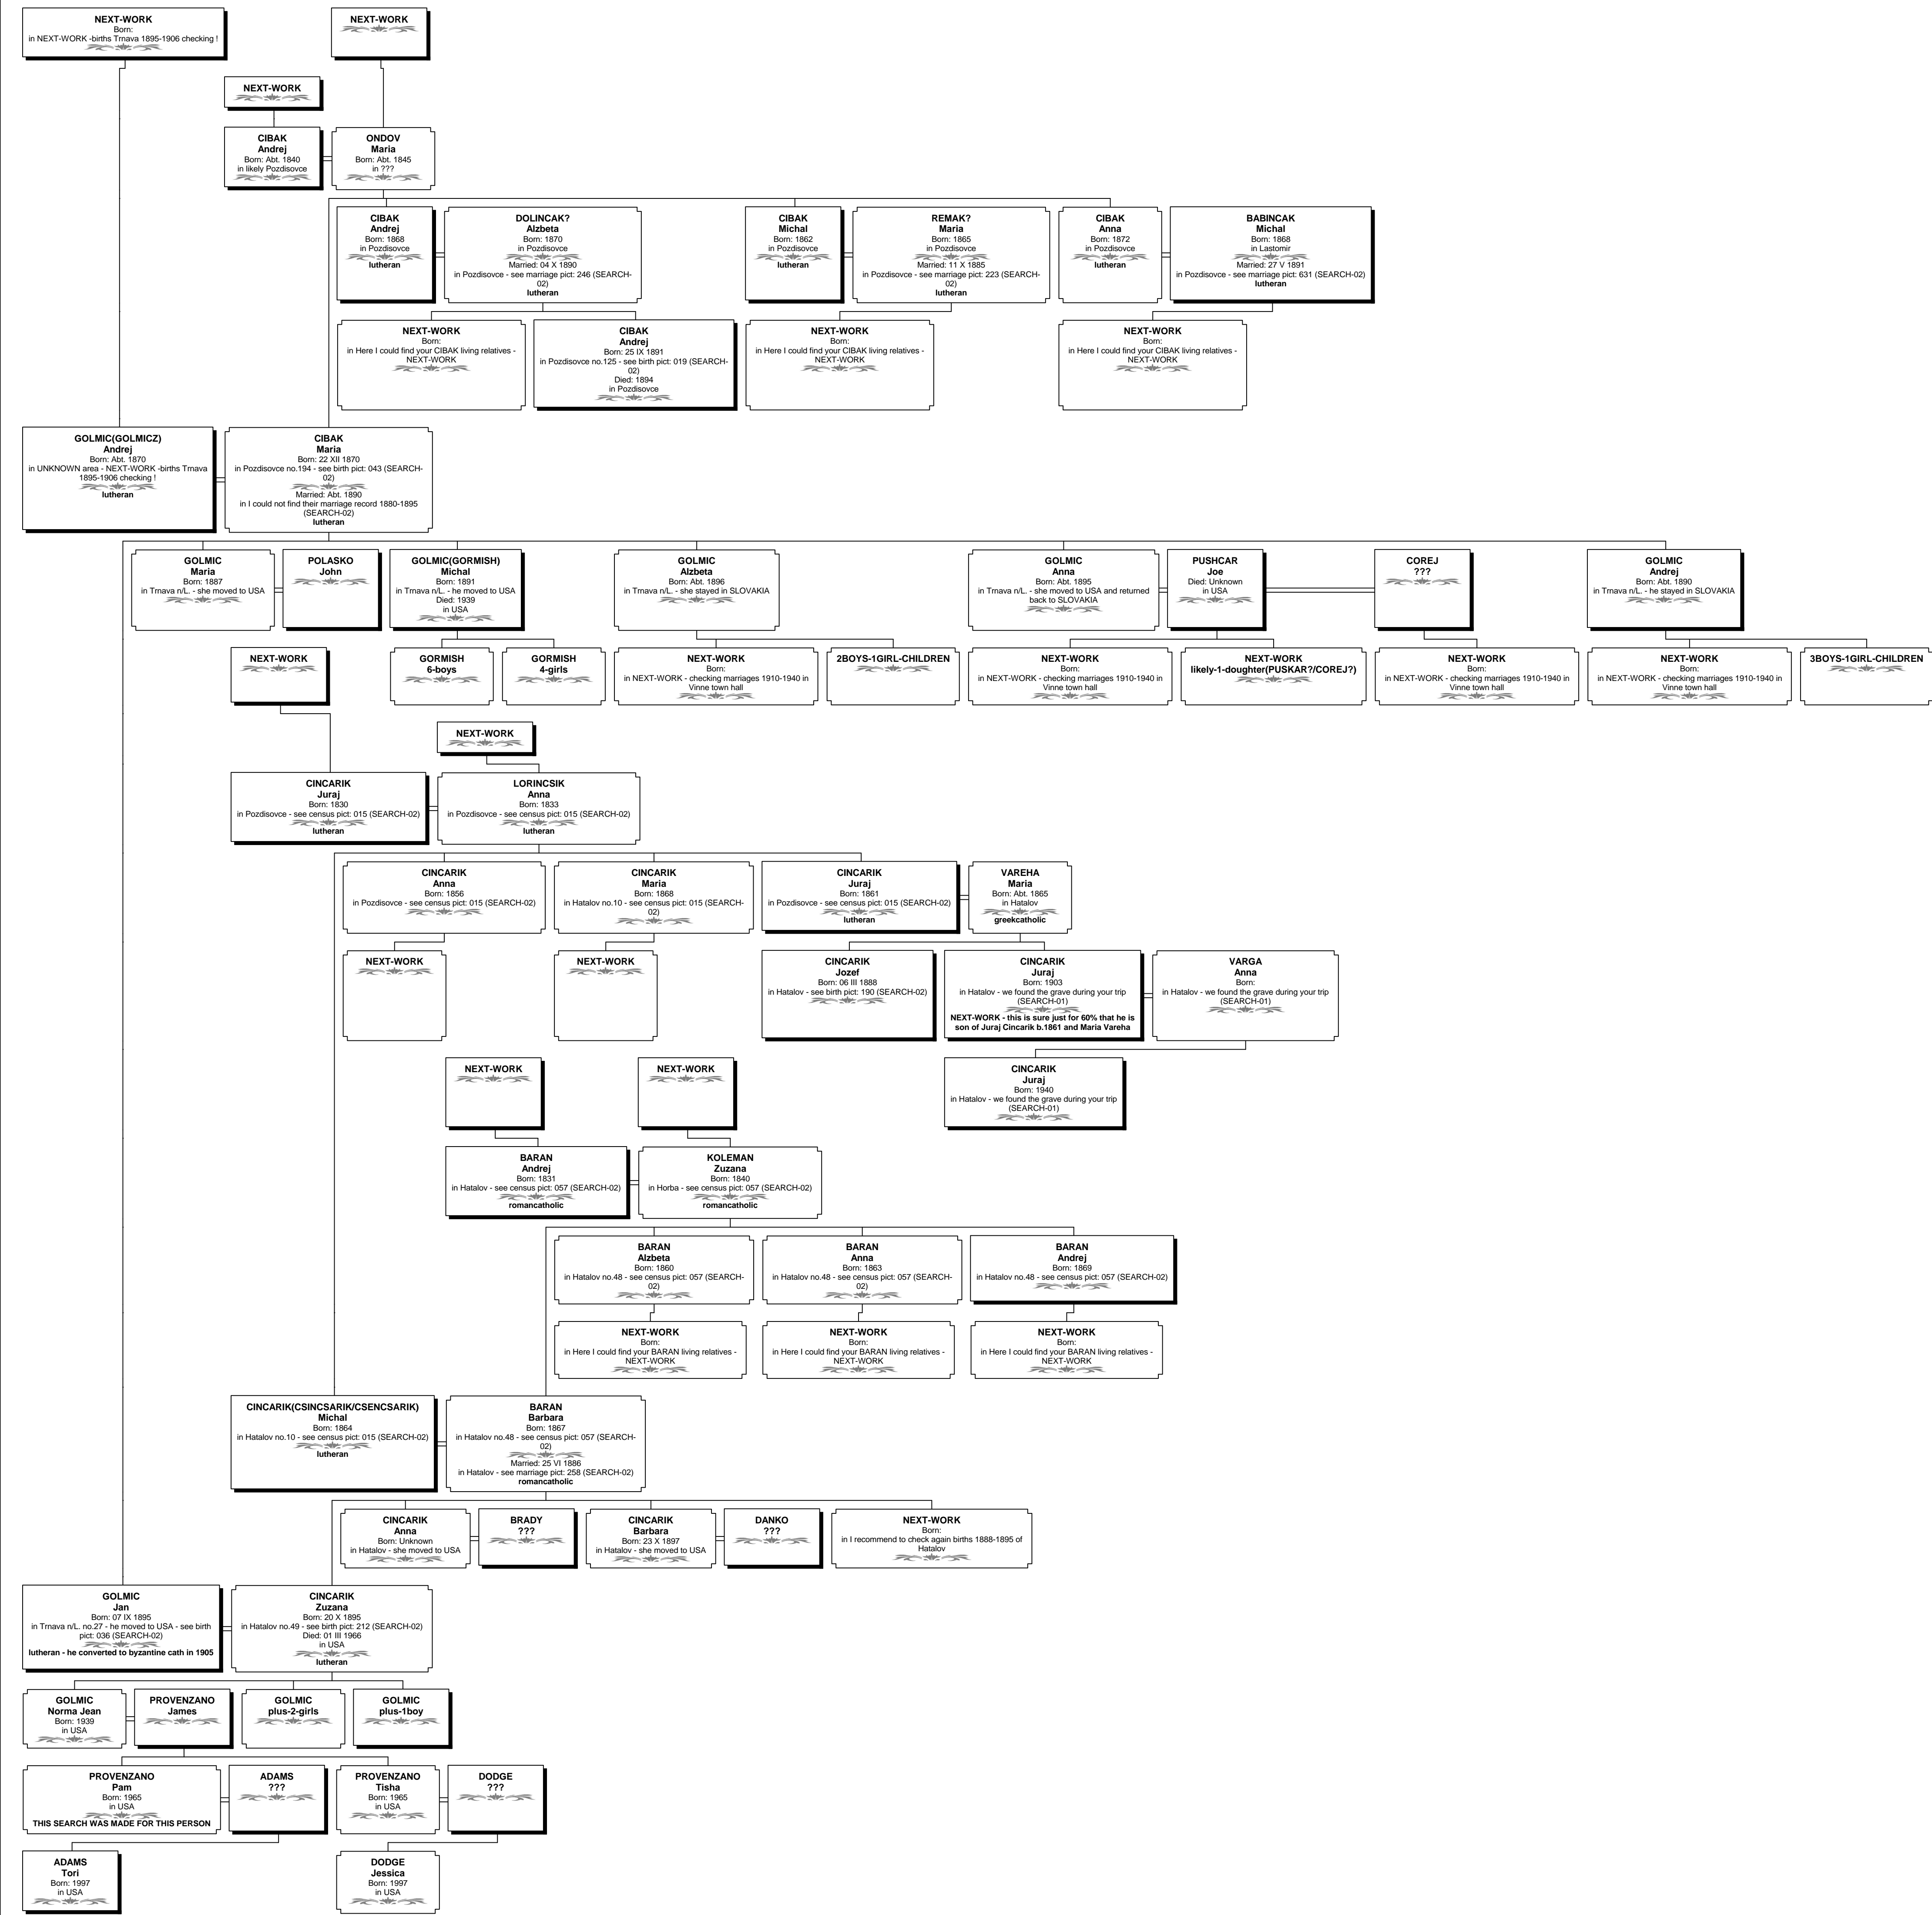 NEXT-WORK
Born:
in NEXT-WORK -births Trnava 1895-1906 checking !
NEXT-WORK
NEXT-WORK
CIBAK
Andrej
Born: Abt. 1840
in likely Pozdisovce
ONDOV
Maria
Born: Abt. 1845
in ???
CIBAK
Andrej
Born: 1868
in Pozdisovce
lutheran
DOLINCAK?
Alzbeta
Born: 1870
in Pozdisovce
Married: 04 X 1890
in Pozdisovce - see marriage pict: 246 (SEARCH-
02)
lutheran
CIBAK
Michal
Born: 1862
in Pozdisovce
lutheran
REMAK?
Maria
Born: 1865
in Pozdisovce
Married: 11 X 1885
in Pozdisovce - see marriage pict: 223 (SEARCH-
02)
lutheran
CIBAK
Anna
Born: 1872
in Pozdisovce
lutheran
BABINCAK
Michal
Born: 1868
in Lastomir
Married: 27 V 1891
in Pozdisovce - see marriage pict: 631 (SEARCH-02)
lutheran
NEXT-WORK
Born:
in Here I could find your CIBAK living relatives -
NEXT-WORK
CIBAK
Andrej
Born: 25 IX 1891
in Pozdisovce no.125 - see birth pict: 019 (SEARCH-
02)
Died: 1894
in Pozdisovce
NEXT-WORK
Born:
in Here I could find your CIBAK living relatives -
NEXT-WORK
NEXT-WORK
Born:
in Here I could find your CIBAK living relatives -
NEXT-WORK
GOLMIC(GOLMICZ)
Andrej
Born: Abt. 1870
in UNKNOWN area - NEXT-WORK -births Trnava
1895-1906 checking !
lutheran
CIBAK
Maria
Born: 22 XII 1870
in Pozdisovce no.194 - see birth pict: 043 (SEARCH-
02)
Married: Abt. 1890
in I could not find their marriage record 1880-1895
(SEARCH-02)
lutheran
GOLMIC
Maria
Born: 1887
in Trnava n/L. - she moved to USA
POLASKO
John
GOLMIC(GORMISH)
Michal
Born: 1891
in Trnava n/L. - he moved to USA
Died: 1939
in USA
GOLMIC
Alzbeta
Born: Abt. 1896
in Trnava n/L. - she stayed in SLOVAKIA
GOLMIC
Anna
Born: Abt. 1895
in Trnava n/L. - she moved to USA and returned
back to SLOVAKIA
PUSHCAR
Joe
Died: Unknown
in USA
COREJ
???
GOLMIC
Andrej
Born: Abt. 1890
in Trnava n/L. - he stayed in SLOVAKIA
NEXT-WORK
GORMISH
6-boys
GORMISH
4-girls
NEXT-WORK
Born:
in NEXT-WORK - checking marriages 1910-1940 in
Vinne town hall
2BOYS-1GIRL-CHILDREN
NEXT-WORK
Born:
in NEXT-WORK - checking marriages 1910-1940 in
Vinne town hall
NEXT-WORK
likely-1-doughter(PUSKAR?/COREJ?)
NEXT-WORK
Born:
in NEXT-WORK - checking marriages 1910-1940 in
Vinne town hall
NEXT-WORK
Born:
in NEXT-WORK - checking marriages 1910-1940 in
Vinne town hall
3BOYS-1GIRL-CHILDREN
NEXT-WORK
CINCARIK
Juraj
Born: 1830
in Pozdisovce - see census pict: 015 (SEARCH-02)
lutheran
LORINCSIK
Anna
Born: 1833
in Pozdisovce - see census pict: 015 (SEARCH-02)
lutheran
CINCARIK
Anna
Born: 1856
in Pozdisovce - see census pict: 015 (SEARCH-02)
CINCARIK
Maria
Born: 1868
in Hatalov no.10 - see census pict: 015 (SEARCH-
02)
CINCARIK
Juraj
Born: 1861
in Pozdisovce - see census pict: 015 (SEARCH-02)
lutheran
VAREHA
Maria
Born: Abt. 1865
in Hatalov
greekcatholic
NEXT-WORK
NEXT-WORK
CINCARIK
Jozef
Born: 06 III 1888
in Hatalov - see birth pict: 190 (SEARCH-02)
CINCARIK
Juraj
Born: 1903
in Hatalov - we found the grave during your trip
(SEARCH-01)
NEXT-WORK - this is sure just for 60% that he is
son of Juraj Cincarik b.1861 and Maria Vareha
VARGA
Anna
Born:
in Hatalov - we found the grave during your trip
(SEARCH-01)
NEXT-WORK
NEXT-WORK
CINCARIK
Juraj
Born: 1940
in Hatalov - we found the grave during your trip
(SEARCH-01)
BARAN
Andrej
Born: 1831
in Hatalov - see census pict: 057 (SEARCH-02)
romancatholic
KOLEMAN
Zuzana
Born: 1840
in Horba - see census pict: 057 (SEARCH-02)
romancatholic
BARAN
Alzbeta
Born: 1860
in Hatalov no.48 - see census pict: 057 (SEARCH-
02)
BARAN
Anna
Born: 1863
in Hatalov no.48 - see census pict: 057 (SEARCH-
02)
BARAN
Andrej
Born: 1869
in Hatalov no.48 - see census pict: 057 (SEARCH-02)
NEXT-WORK
Born:
in Here I could find your BARAN living relatives -
NEXT-WORK
NEXT-WORK
Born:
in Here I could find your BARAN living relatives -
NEXT-WORK
NEXT-WORK
Born:
in Here I could find your BARAN living relatives -
NEXT-WORK
CINCARIK(CSINCSARIK/CSENCSARIK)
Michal
Born: 1864
in Hatalov no.10 - see census pict: 015 (SEARCH-02)
lutheran
BARAN
Barbara
Born: 1867
in Hatalov no.48 - see census pict: 057 (SEARCH-
02)
Married: 25 VI 1886
in Hatalov - see marriage pict: 258 (SEARCH-02)
romancatholic
CINCARIK
Anna
Born: Unknown
in Hatalov - she moved to USA
BRADY
???
CINCARIK
Barbara
Born: 23 X 1897
in Hatalov - she moved to USA
DANKO
???
NEXT-WORK
Born:
in I recommend to check again births 1888-1895 of
Hatalov
GOLMIC
Jan
Born: 07 IX 1895
in Trnava n/L. no.27 - he moved to USA - see birth
pict: 036 (SEARCH-02)
lutheran - he converted to byzantine cath in 1905
CINCARIK
Zuzana
Born: 20 X 1895
in Hatalov no.49 - see birth pict: 212 (SEARCH-02)
Died: 01 III 1966
in USA
lutheran
GOLMIC
Norma Jean
Born: 1939
in USA
PROVENZANO
James
GOLMIC
plus-2-girls
GOLMIC
plus-1boy
PROVENZANO
Pam
Born: 1965
in USA
THIS SEARCH WAS MADE FOR THIS PERSON
ADAMS
???
PROVENZANO
Tisha
Born: 1965
in USA
DODGE
???
ADAMS
Tori
Born: 1997
in USA
DODGE
Jessica
Born: 1997
in USA